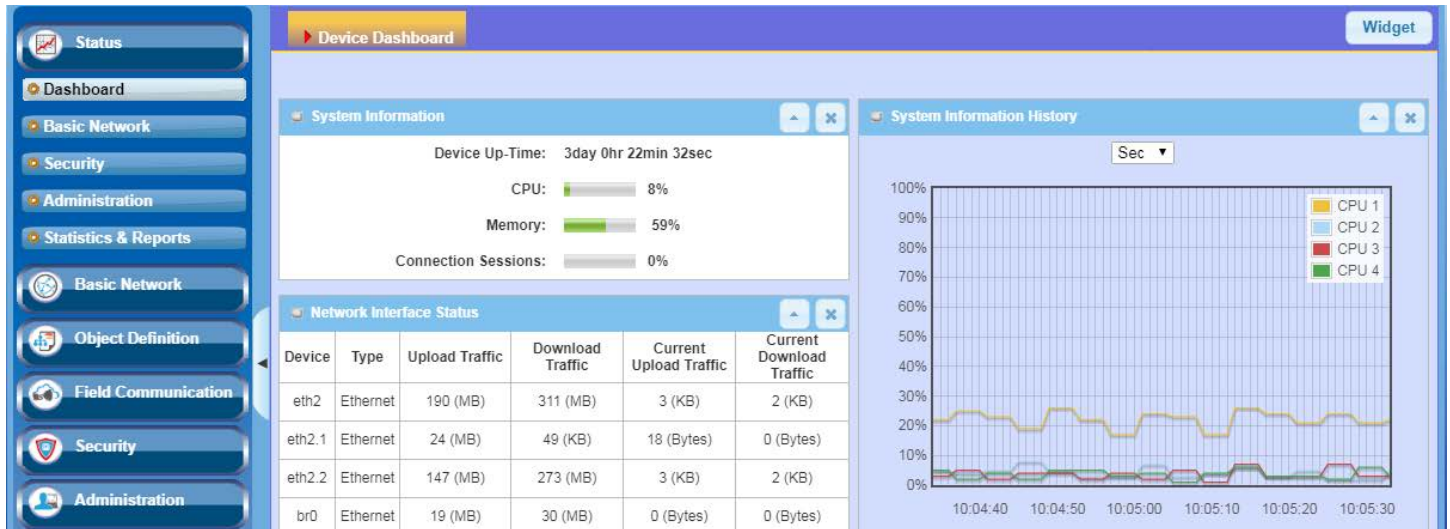 Status
Dashboard
Basic Network
Security
Administration
Statistics & Reports
Basic Network
Object Definition
Field Communication
Security
Administration
Device Dashboard
Widget
System Information
Device Up-Time: 3day 0hr 22min 32sec
CPU: 8%
Memory: 59%
Connection Sessions: 0%
Network Interface Status
Device Type Upload Traffic Download Traffic Current Upload Traffic Current Download Traffic
eth2 Ethernet 190 (MB) 311 (MB) 3 (KB) 2 (KB)
eth2.1 Ethernet 24 (MB) 49 (KB) 18 (Bytes) 0 (Bytes)
eth2.2 Ethernet 147 (MB) 273 (MB) 3 (KB) 2 (KB)
br0 Ethernet 19 (MB) 30 (MB) 0 (Bytes) 0 (Bytes)
System Information History
Sec
100%
90%
80%
70%
60%
50%
40%
30%
20%
10%
0%
CPU 1
CPU 2
CPU 3
CPU 4
10:04:40 10:04:50 10:05:00 10:05:10 10:05:20 10:05:30